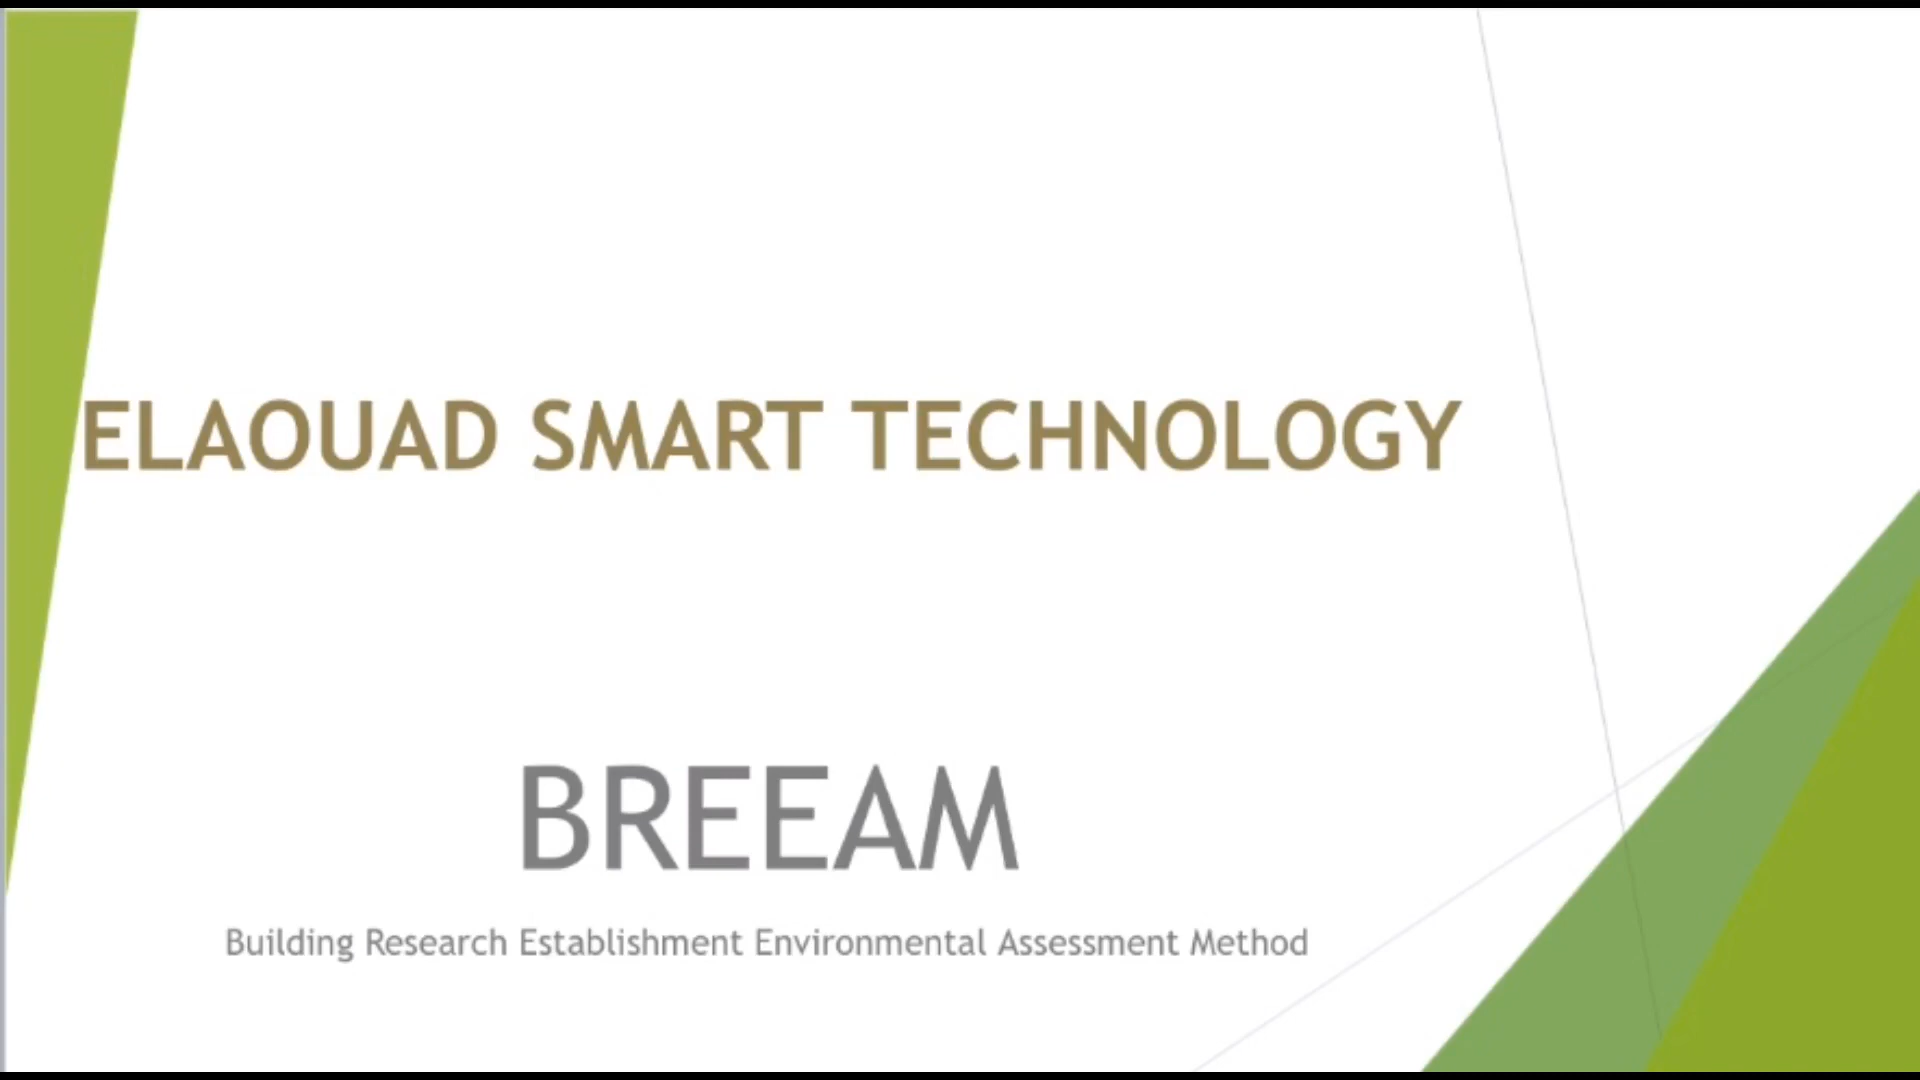 ELAOUAD SMART TECHNOLOGY
BREEAM
Building Research Establishment Environmental Assessment Method